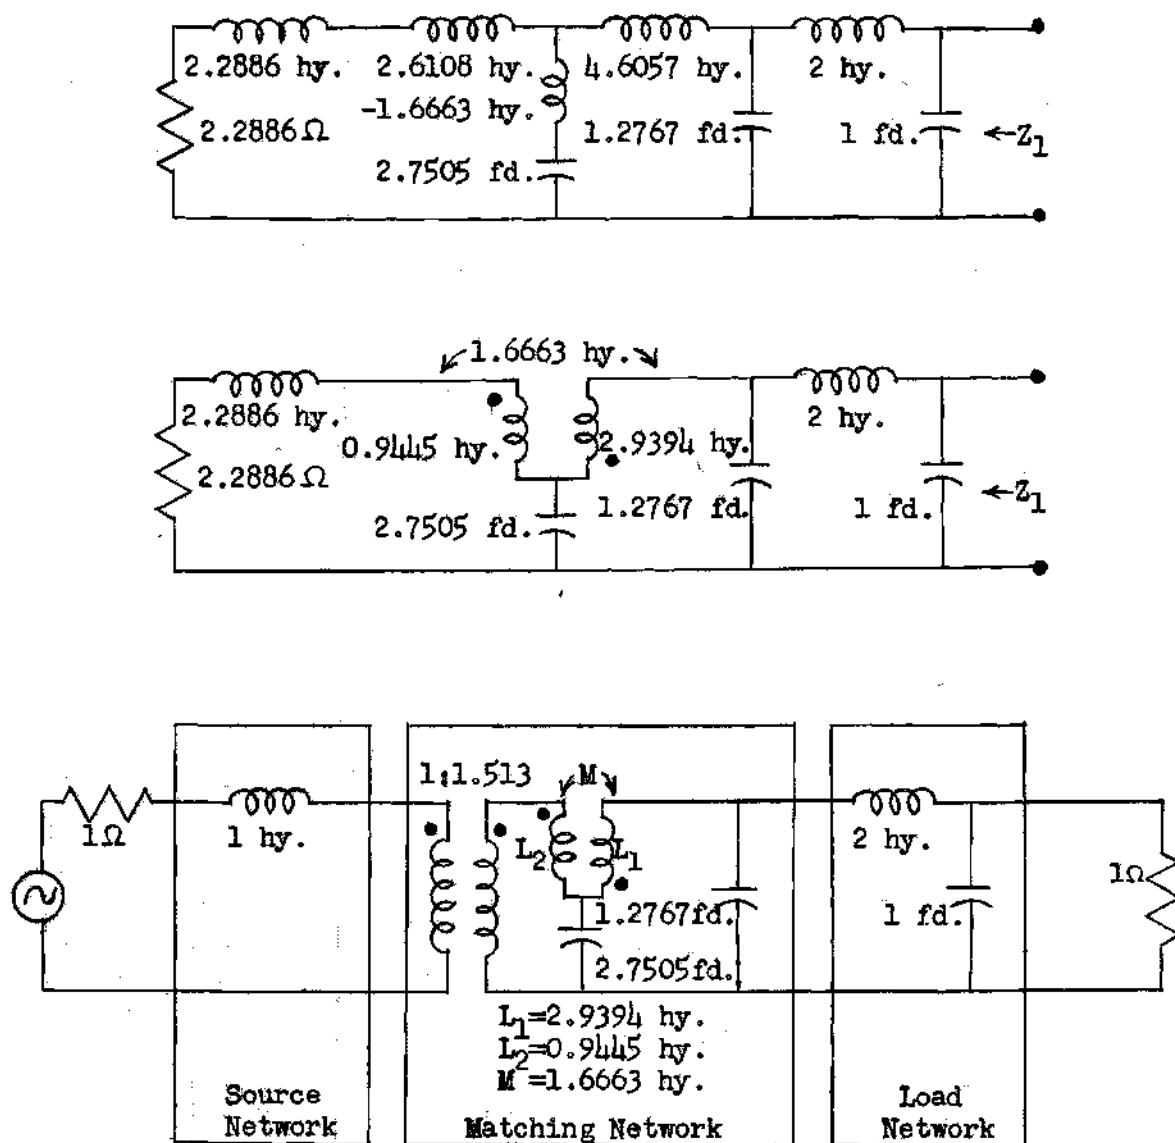 2.2886 hy. 2.6108 hy. 4.6057 hy. 2 hy.
-1.6663 hy.
2.2886Ω 1.2767 fd. 1 fd. ←Z1
2.7505 fd.
1.6663 hy.
2.2886 hy. 2 hy.
0.9445 hy. 2.9394 hy.
2.2886Ω
2.7505 fd. 1.2767 fd. 1 fd. ←Z1
1:1.513 M
1Ω 1 hy. L2 L1 2 hy.
1Ω
1.2767fd. 1 fd.
2.7505fd.
L1=2.9394 hy.
L2=0.9445 hy.
M =1.6663 hy.
Source
Network
Matching Network
Load
Network